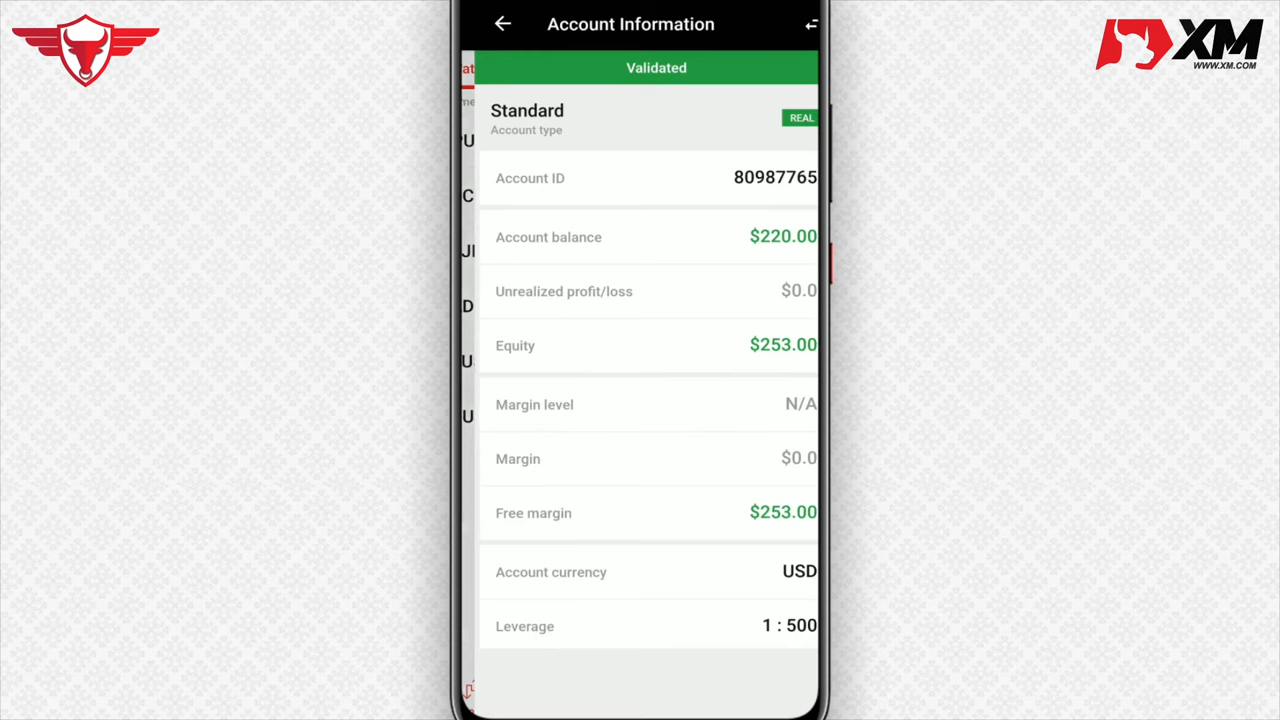 Account Information
XM
WWW.XM.COM
Validated
Standard
REAL
Account type
Account ID 80987765
Account balance $220.00
Unrealized profit/loss $0.0
Equity $253.00
Margin level N/A
Margin $0.0
Free margin $253.00
Account currency USD
Leverage 1 : 500